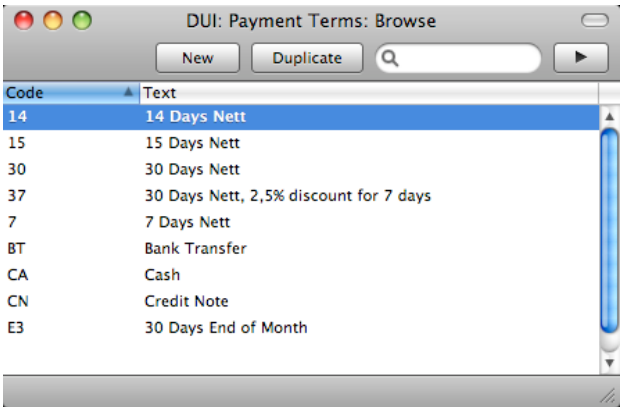 DUI: Payment Terms: Browse
New Duplicate
Code Text
14 14 Days Nett
15 15 Days Nett
30 30 Days Nett
37 30 Days Nett, 2,5% discount for 7 days
7 7 Days Nett
BT Bank Transfer
CA Cash
CN Credit Note
E3 30 Days End of Month